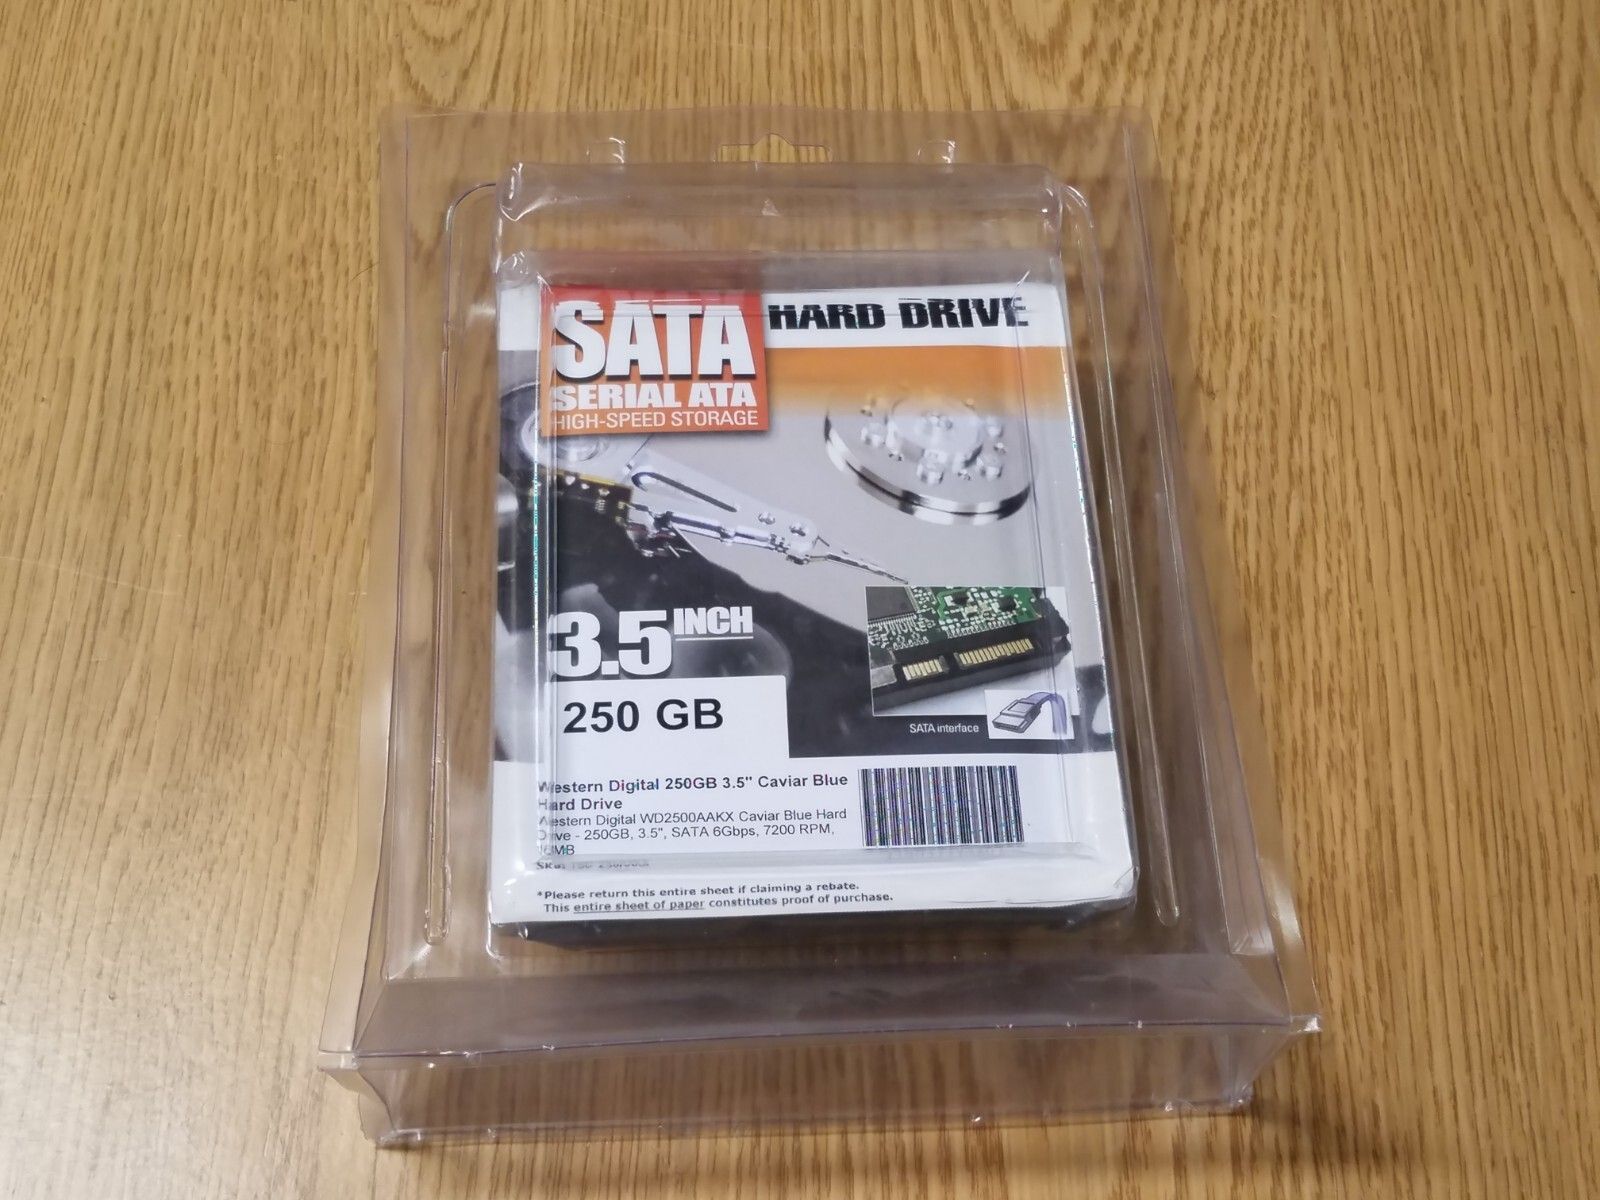 SATA
SERIAL ATA
HIGH-SPEED STORAGE
HARD DRIVE
3.5 INCH
250 GB
SATA interface
Western Digital 250GB 3.5" Caviar Blue
Hard Drive
Western Digital WD2500AAKX Caviar Blue Hard
Drive - 250GB, 3.5", SATA 6Gbps, 7200 RPM,
16MB
*Please return this entire sheet if claiming a rebate.
This entire sheet of paper constitutes proof of purchase.